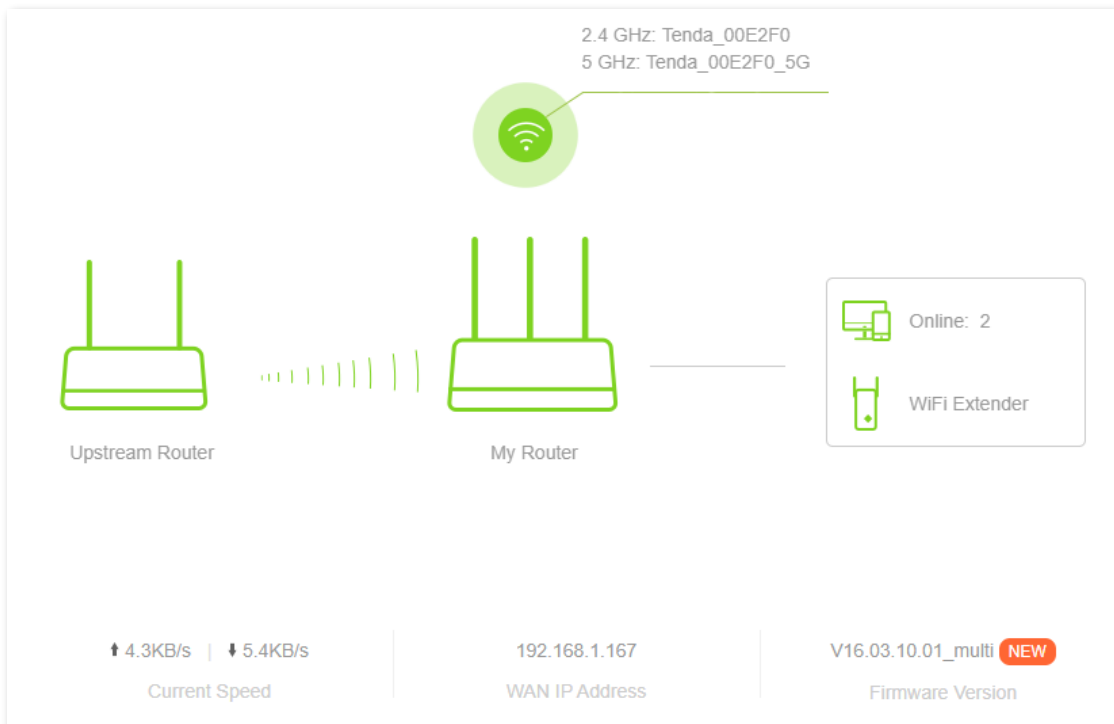 2.4 GHz: Tenda_00E2F0
5 GHz: Tenda_00E2F0_5G
Online: 2
WiFi Extender
Upstream Router
My Router
4.3KB/s | 5.4KB/s
Current Speed
192.168.1.167
WAN IP Address
V16.03.10.01_multi NEW
Firmware Version